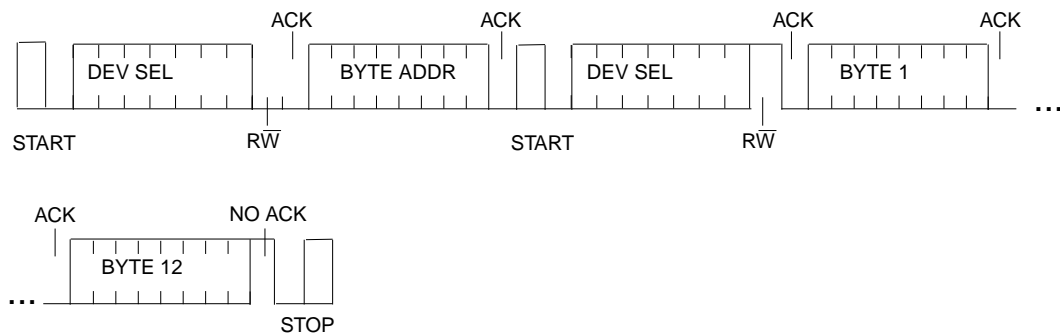 ACK ACK ACK ACK
DEV SEL BYTE ADDR DEV SEL BYTE 1
START RW̅ START RW̅ ...
ACK NO ACK
BYTE 12
...
STOP